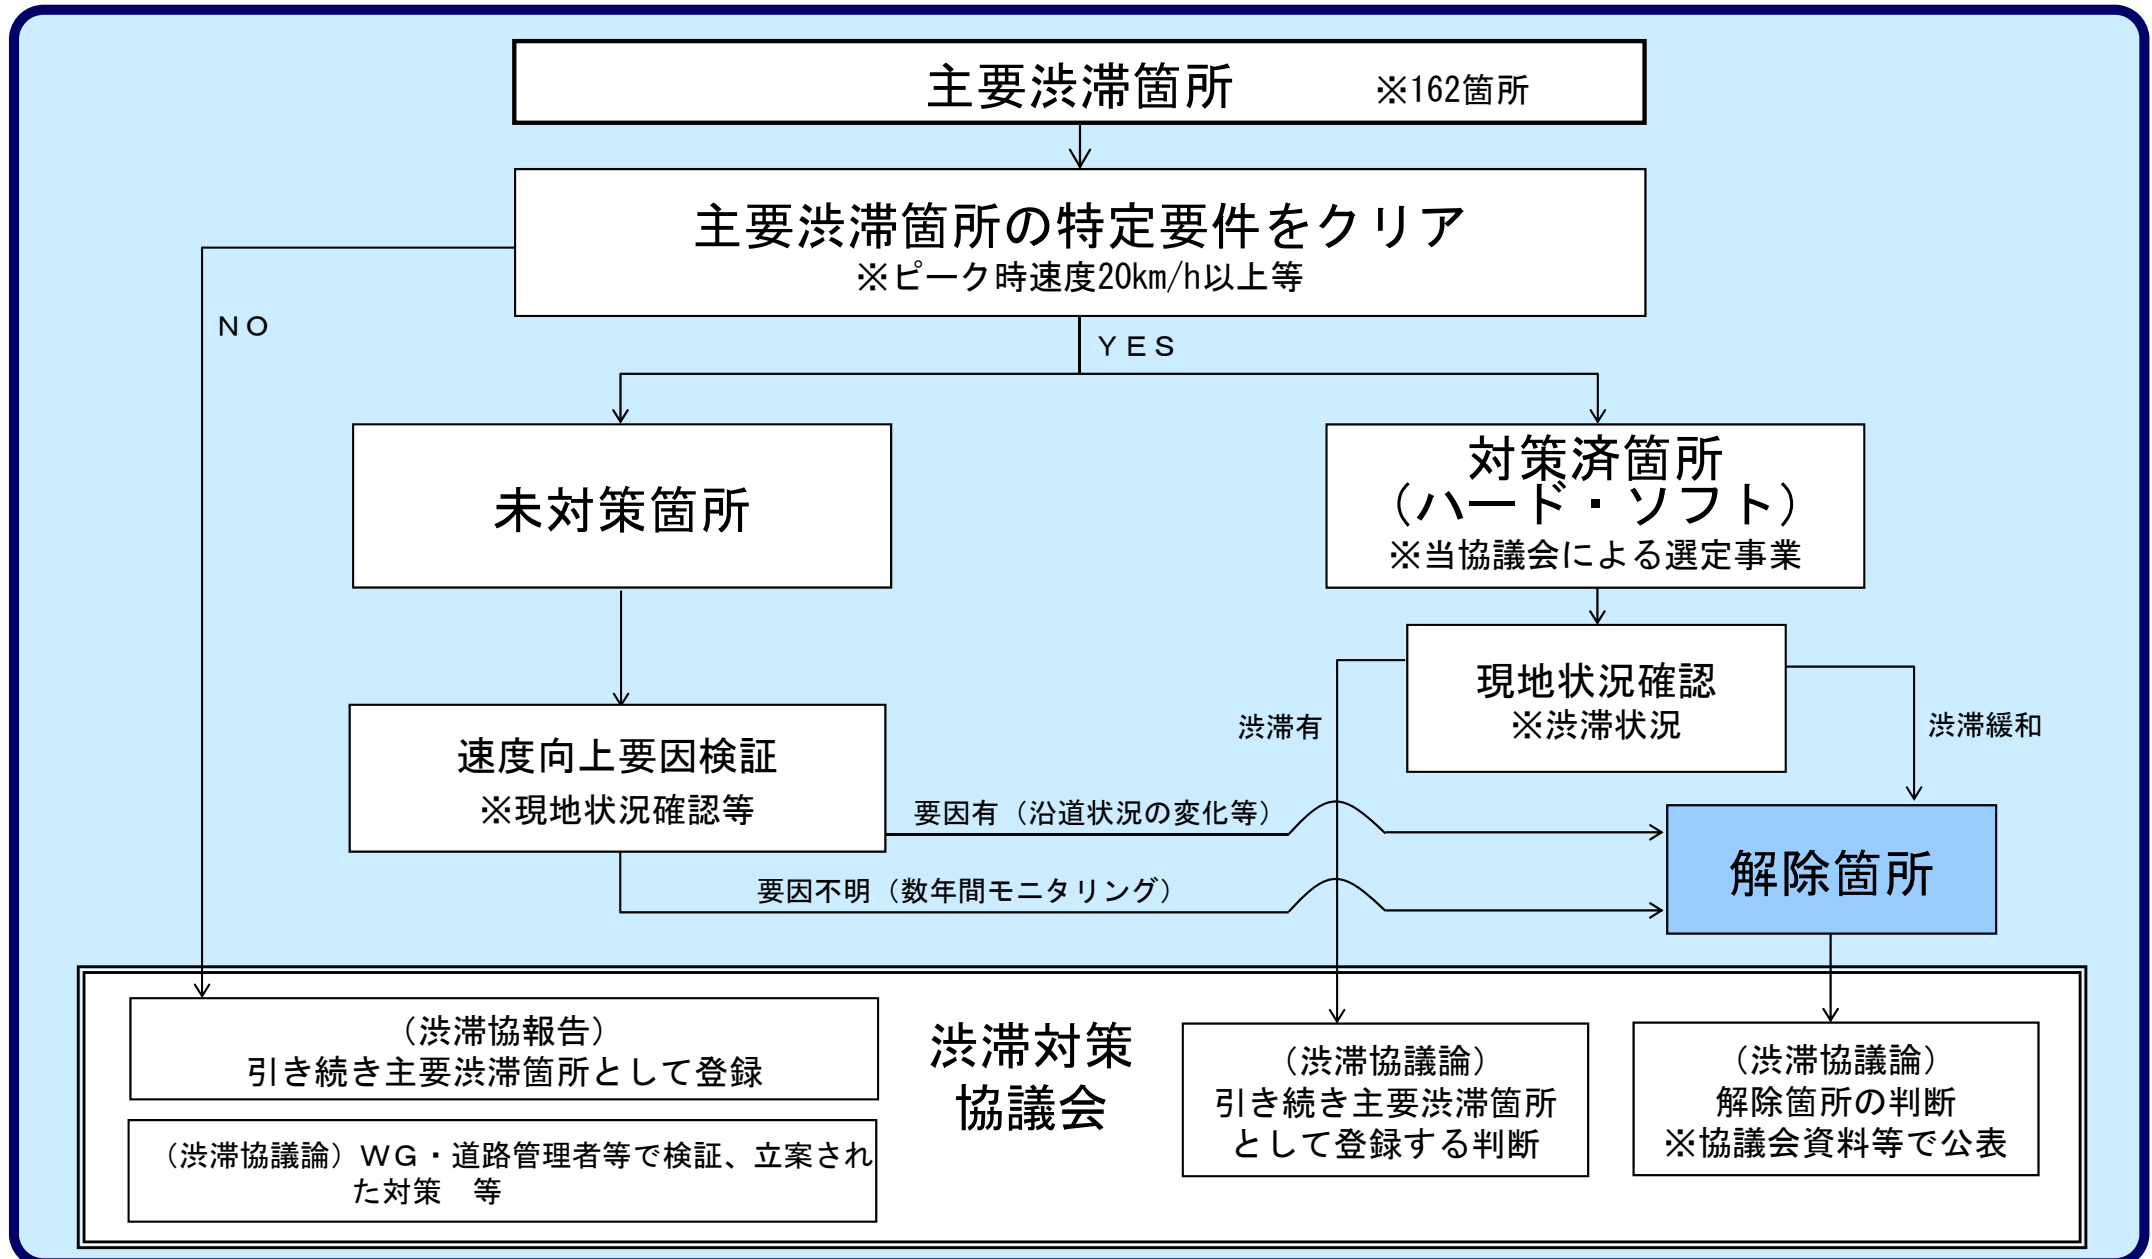 主要渋滞箇所 ※162箇所
主要渋滞箇所の特定要件をクリア
※ピーク時速度20km/h以上等
ＮＯ
ＹＥＳ
未対策箇所
対策済箇所
（ハード・ソフト）
※当協議会による選定事業
速度向上要因検証
※現地状況確認等
現地状況確認
※渋滞状況
渋滞有
渋滞緩和
要因有（沿道状況の変化等）
要因不明（数年間モニタリング）
解除箇所
（渋滞協報告）
引き続き主要渋滞箇所として登録
（渋滞協議論）ＷＧ・道路管理者等で検証、立案され
た対策　等
渋滞対策
協議会
（渋滞協議論）
引き続き主要渋滞箇所
として登録する判断
（渋滞協議論）
解除箇所の判断
※協議会資料等で公表